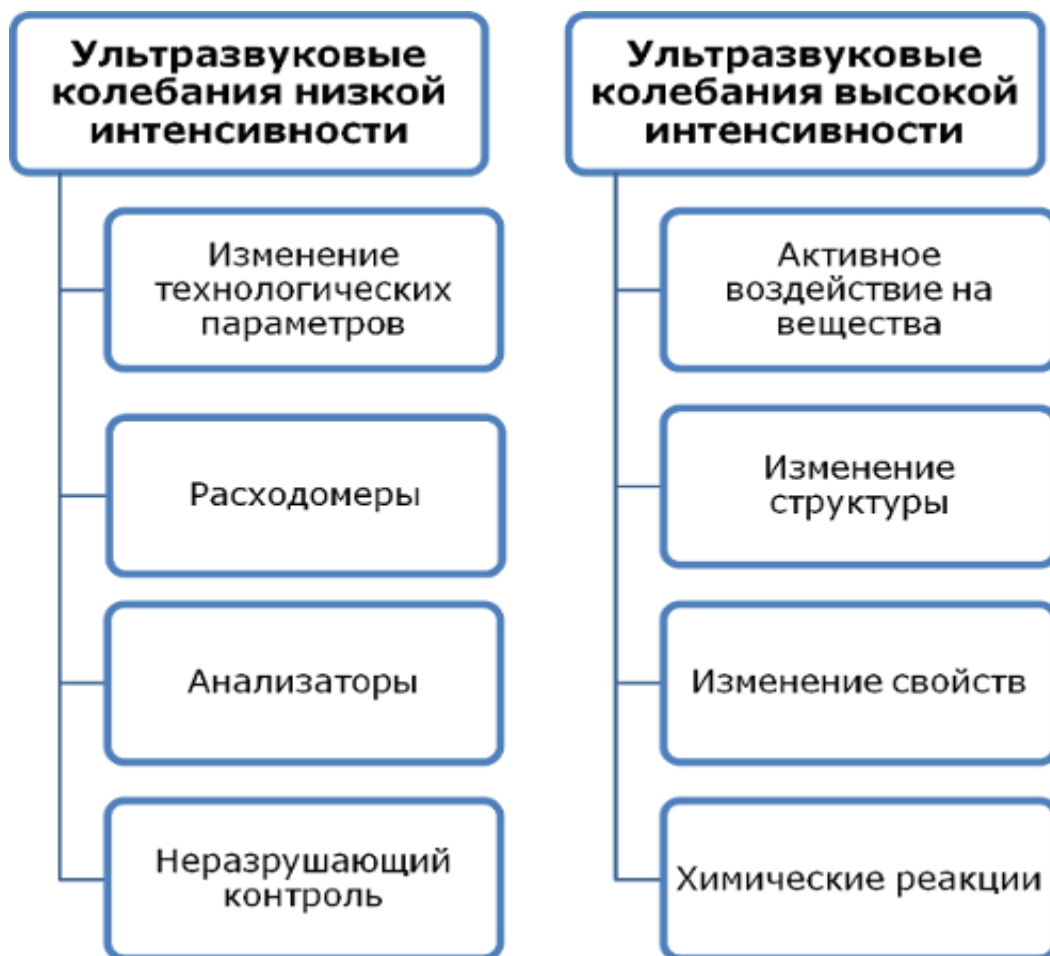 Ультразвуковые
колебания низкой
интенсивности
Изменение
технологических
параметров
Расходомеры
Анализаторы
Неразрушающий
контроль
Ультразвуковые
колебания высокой
интенсивности
Активное
воздействие на
вещества
Изменение
структуры
Изменение свойств
Химические реакции